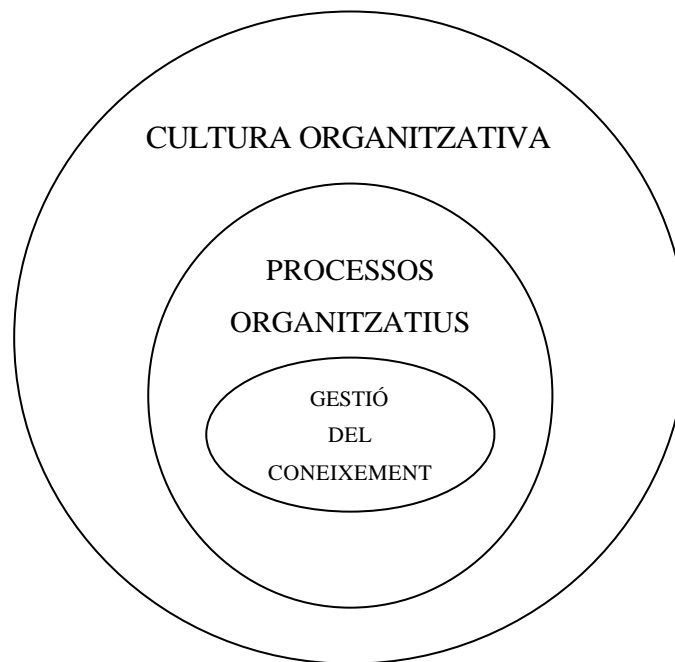 CULTURA ORGANITZATIVA
PROCESSOS
ORGANITZATIUS
GESTIÓ
DEL
CONEIXEMENT